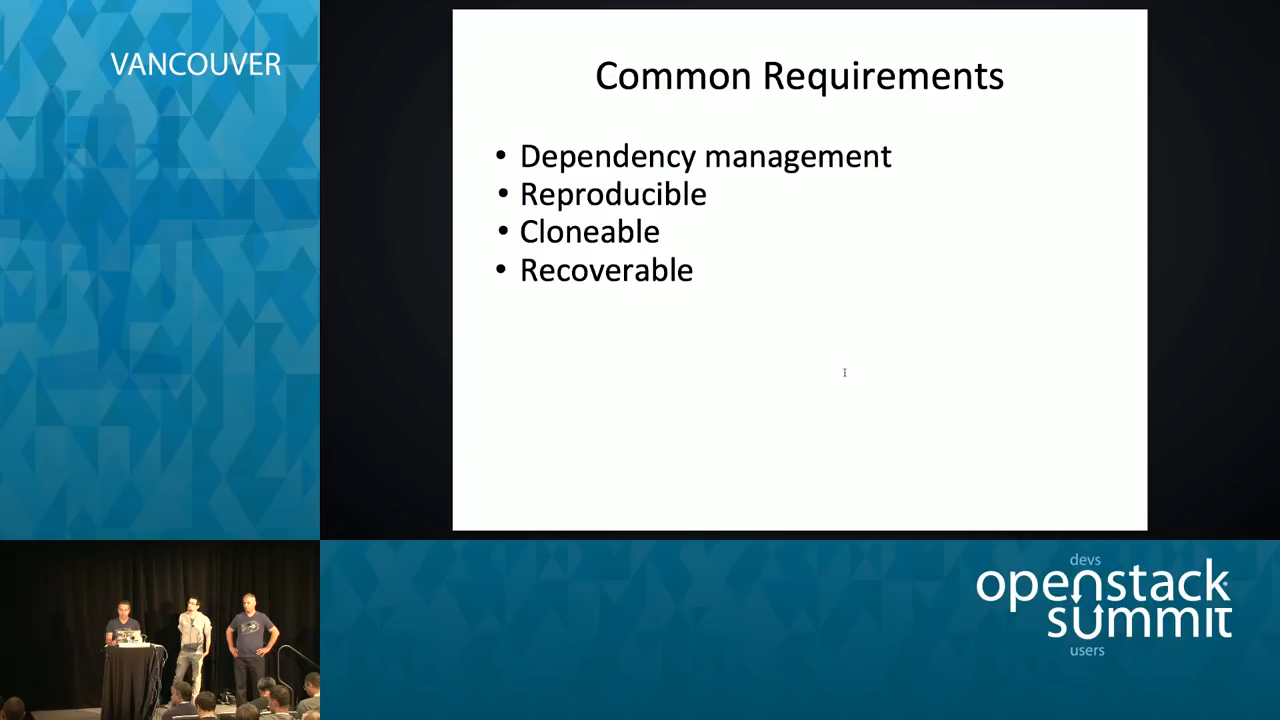 VANCOUVER
Common Requirements
• Dependency management
• Reproducible
• Cloneable
• Recoverable
devs
openstack
summit
users